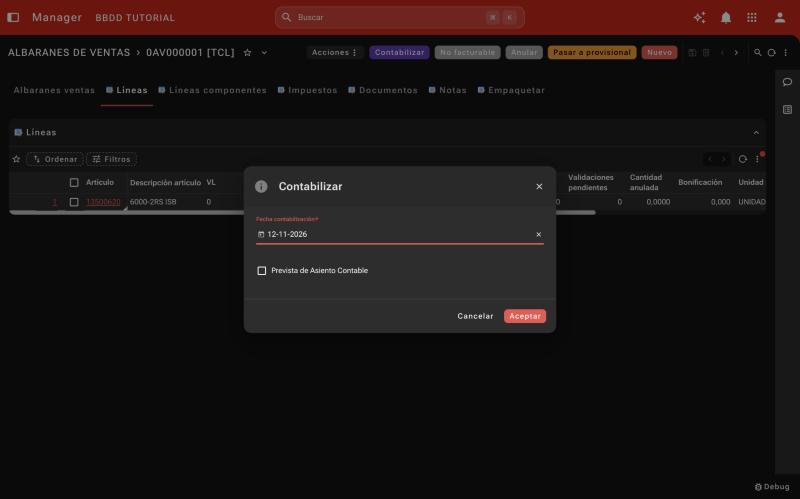 Manager BBDD TUTORIAL Buscar ⌘ K
ALBARANES DE VENTAS > 0AV000001 [TCL] Acciones Contabilizar No facturable Anular Pasar a provisional Nuevo
Albaranes ventas Líneas Líneas componentes Impuestos Documentos Notas Empaquetar
Líneas
Ordenar Filtros
Artículo Descripción artículo VL Validaciones pendientes Cantidad anulada Bonificación Unidad
1 13500620 6000-2RS ISB 0 0 0 0,0000 0,000 UNIDAD
Contabilizar
Fecha contabilización*
12-11-2026
Prevista de Asiento Contable
Cancelar Aceptar
Debug